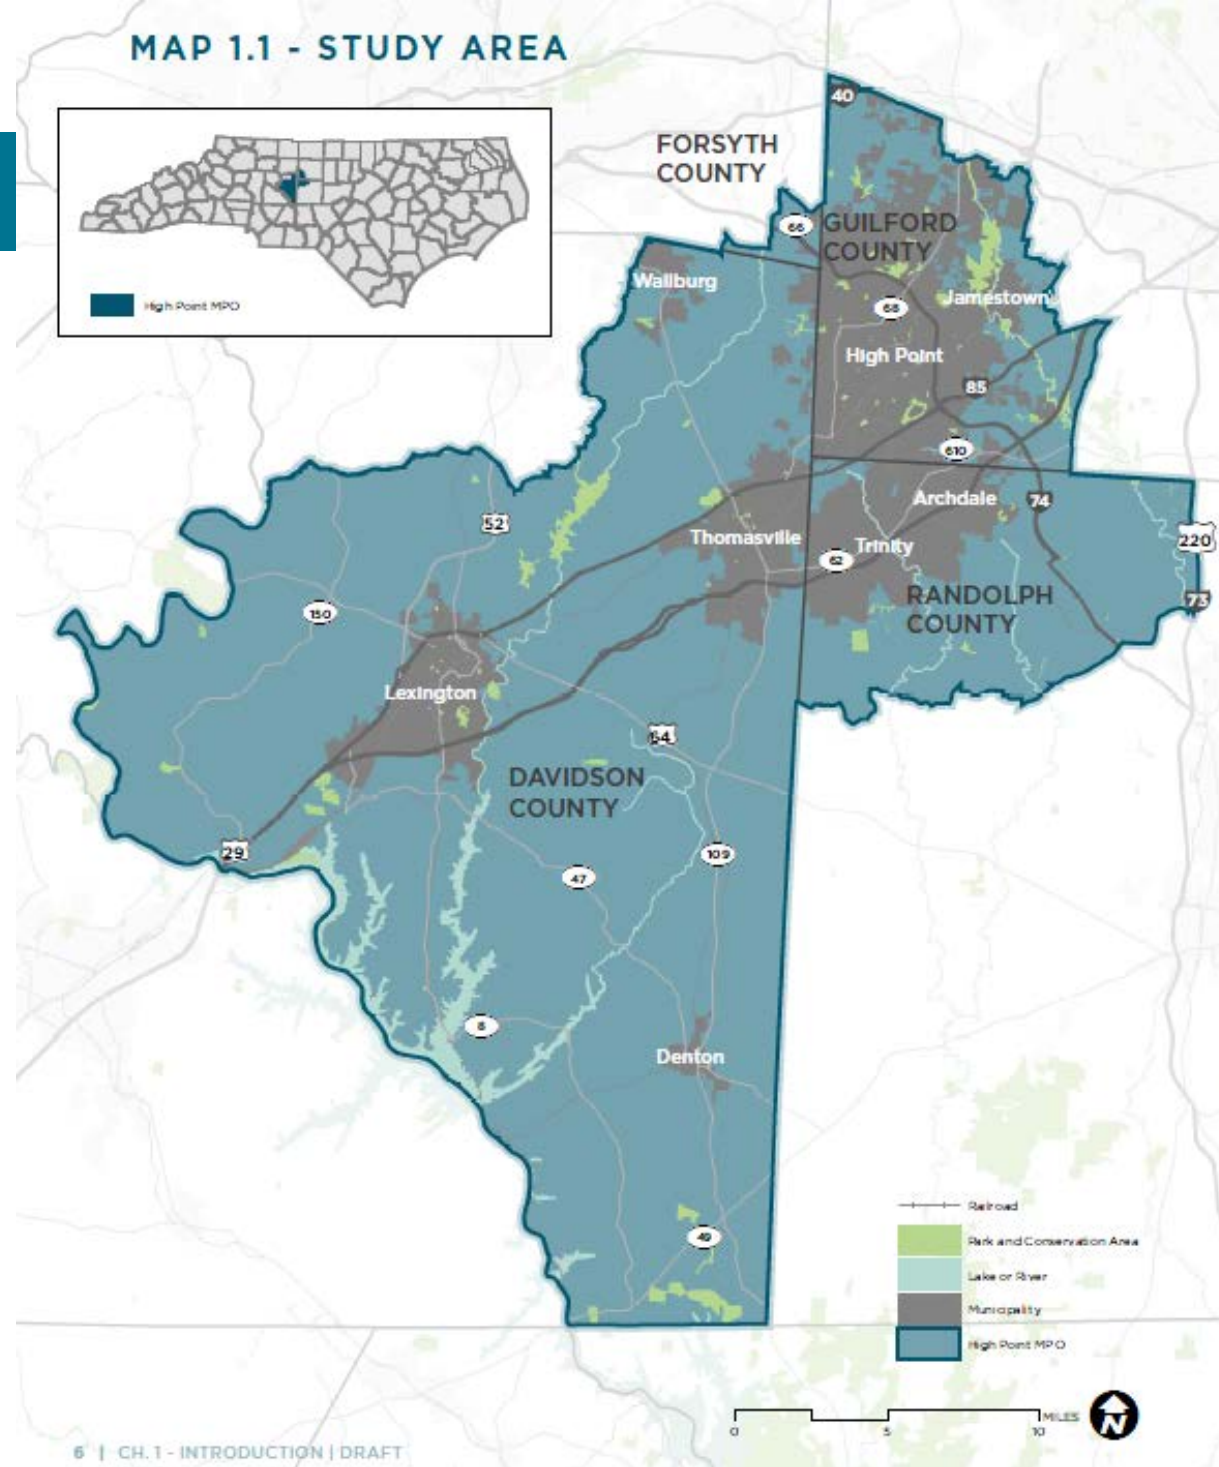 MAP 1.1 - STUDY AREA
High Point MPO
FORSYTH
COUNTY
40
66
GUILFORD
COUNTY
Wallburg
Jamestown
68
High Point
85
610
Archdale
74
52
Thomasville
Trinity
62
220
73
RANDOLPH
COUNTY
150
Lexington
64
DAVIDSON
COUNTY
29
109
47
8
Denton
49
Railroad
Park and Conservation Area
Lake or River
Municipality
High Point MPO
0
5
10
MILES
N
6 | CH. 1 - INTRODUCTION | DRAFT